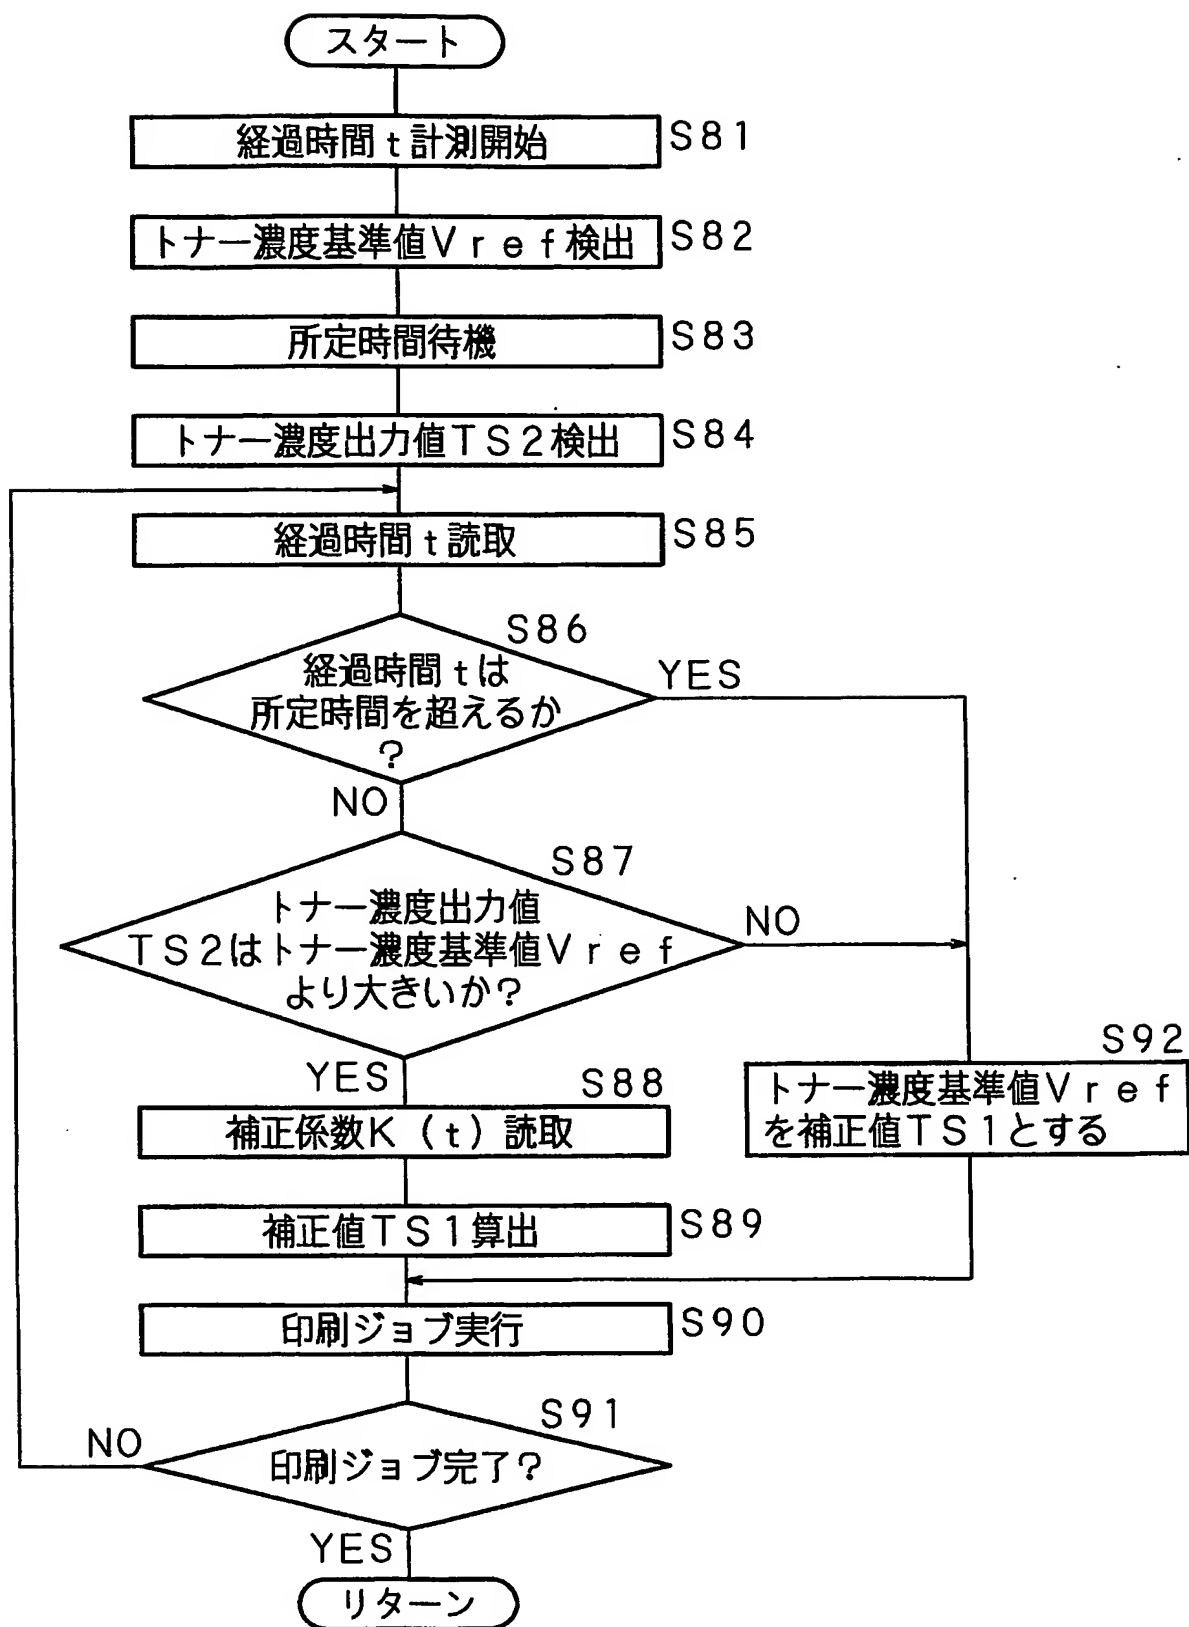 スタート
経過時間t計測開始 S81
トナー濃度基準値Vref検出 S82
所定時間待機 S83
トナー濃度出力値TS2検出 S84
経過時間t読取 S85
S86
経過時間tは
所定時間を超えるか
?
YES
NO
S87
トナー濃度出力値
TS2はトナー濃度基準値Vref
より大きいか?
NO
YES
S88
補正係数K(t)読取
S92
トナー濃度基準値Vref
を補正値TS1とする
補正値TS1算出 S89
印刷ジョブ実行 S90
S91
印刷ジョブ完了?
NO
YES
リターン